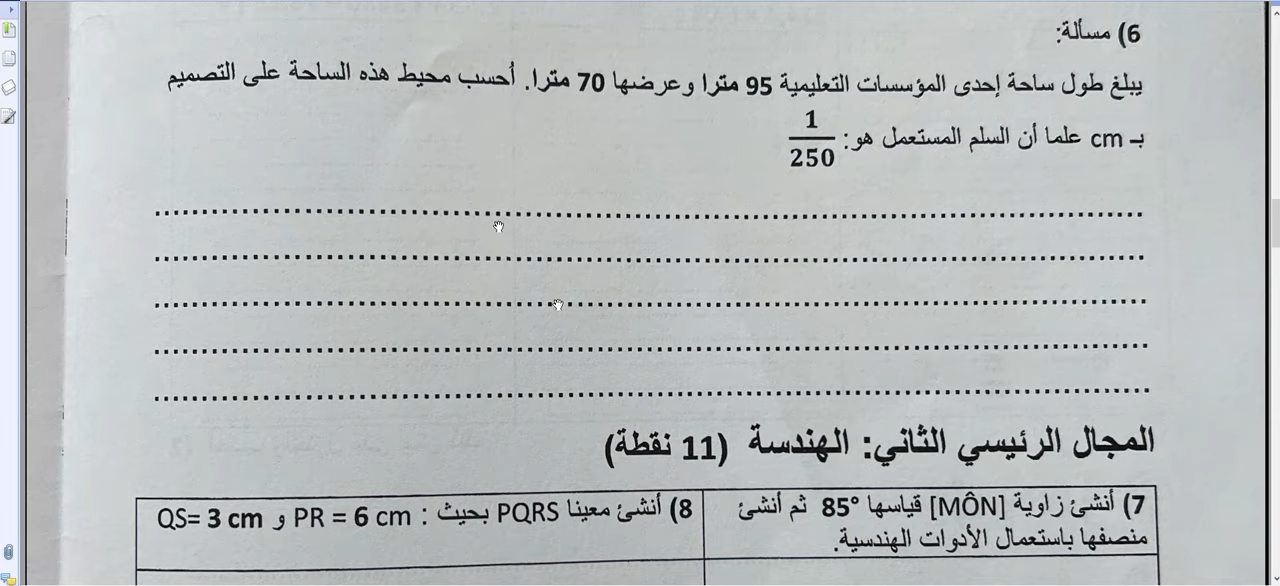 6) مسألة:
يبلغ طول ساحة إحدى المؤسسات التعليمية 95 مترا وعرضها 70 مترا. أحسب محيط هذه الساحة على التصميم
بـ cm علما أن السلم المستعمل هو: 1/250
المجال الرئيسي الثاني: الهندسة (11 نقطة)
7) أنشئ زاوية [MÔN] قياسها 85° ثم أنشئ
منصفها باستعمال الأدوات الهندسية.
8) أنشئ معينا PQRS بحيث : PR = 6 cm و QS= 3 cm